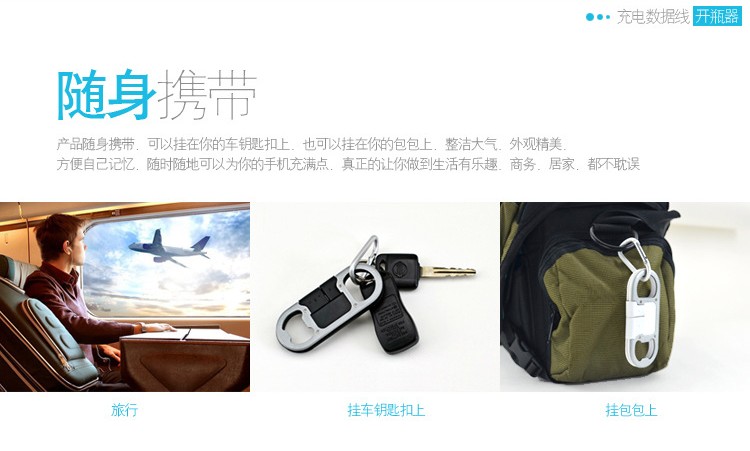 充电数据线 开瓶器
随身携带
产品随身携带、可以挂在你的车钥匙扣上、也可以挂在你的包包上、整洁大气、外观精美、
方便自己记忆、随时随地可以为你的手机充满点、真正的让你做到生活有乐趣、商务、居家、都不耽误
旅行
挂车钥匙扣上
挂包包上